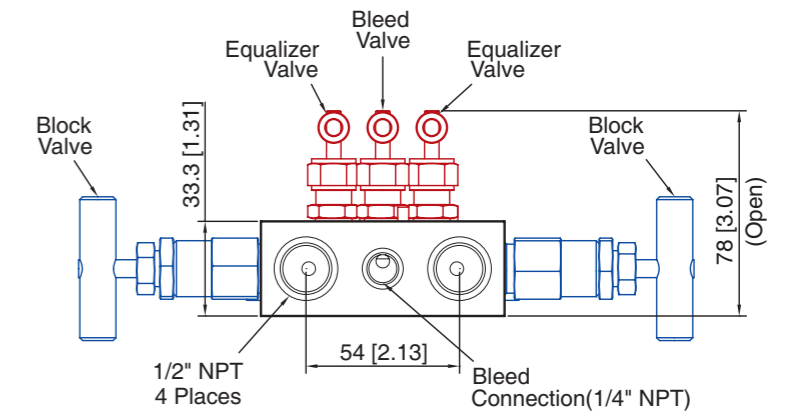 Bleed
Valve
Equalizer
Valve
Equalizer
Valve
Block
Valve
Block
Valve
33.3 [1.31]
78 [3.07]
(Open)
54 [2.13]
1/2" NPT
4 Places
Bleed
Connection(1/4" NPT)